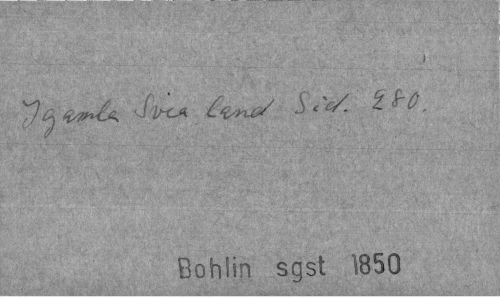 I gamla Svea land Sid. 280.
Bohlin sgst 1850